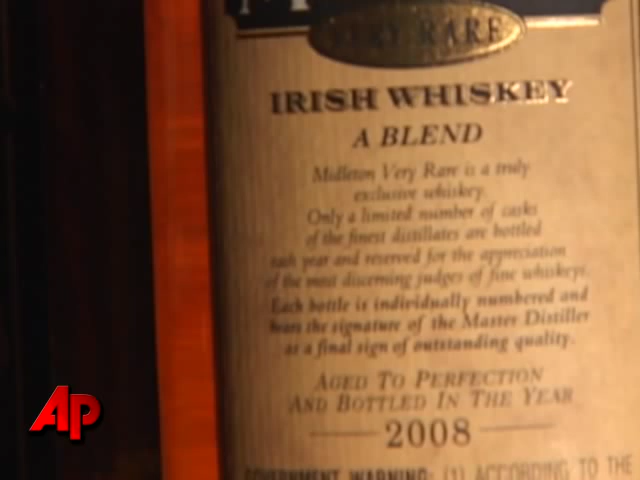 VERY RARE
IRISH WHISKEY
A BLEND
Midleton Very Rare is a truly
exclusive whiskey.
Only a limited number of casks
of the finest distillates are bottled
each year and reserved for the appreciation
of the most discerning judges of fine whiskeys.
Each bottle is individually numbered and
bears the signature of the Master Distiller
as a final sign of outstanding quality.
AGED TO PERFECTION
AND BOTTLED IN THE YEAR
2008
GOVERNMENT WARNING: (1) ACCORDING TO THE
AP